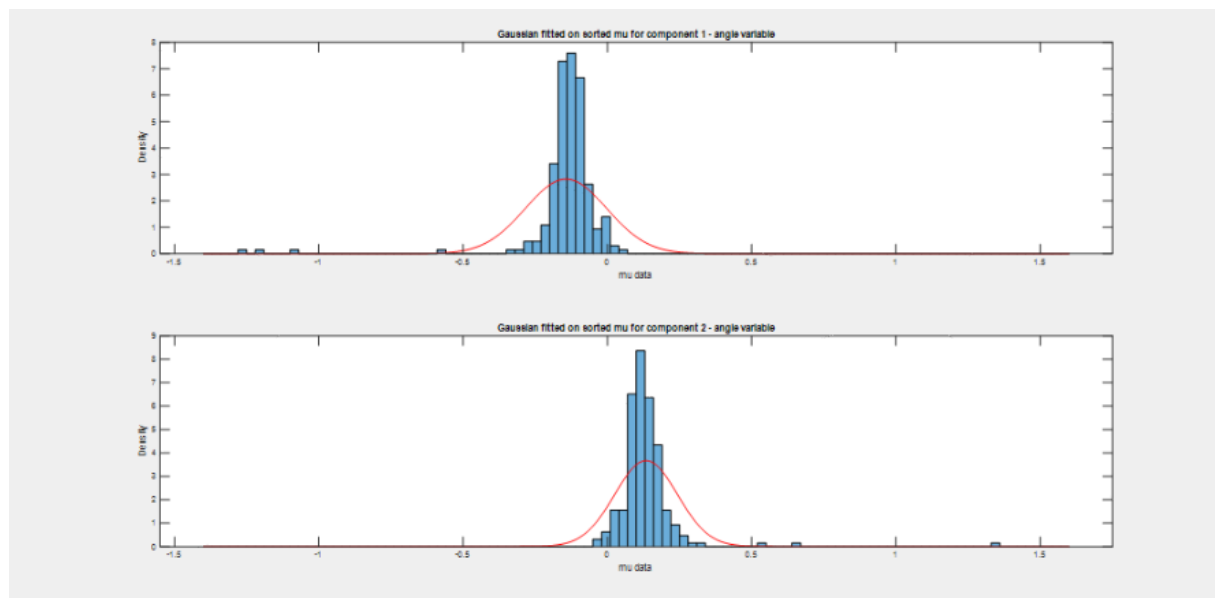 Gaussian fitted on sorted mu for component 1 - angle variable
8
7
6
5
4
3
2
1
0
Density
-1.5 -1 -0.5 0 0.5 1 1.5
mu data
Gaussian fitted on sorted mu for component 2 - angle variable
9
8
7
6
5
4
3
2
1
0
Density
-1.5 -1 -0.5 0 0.5 1 1.5
mu data